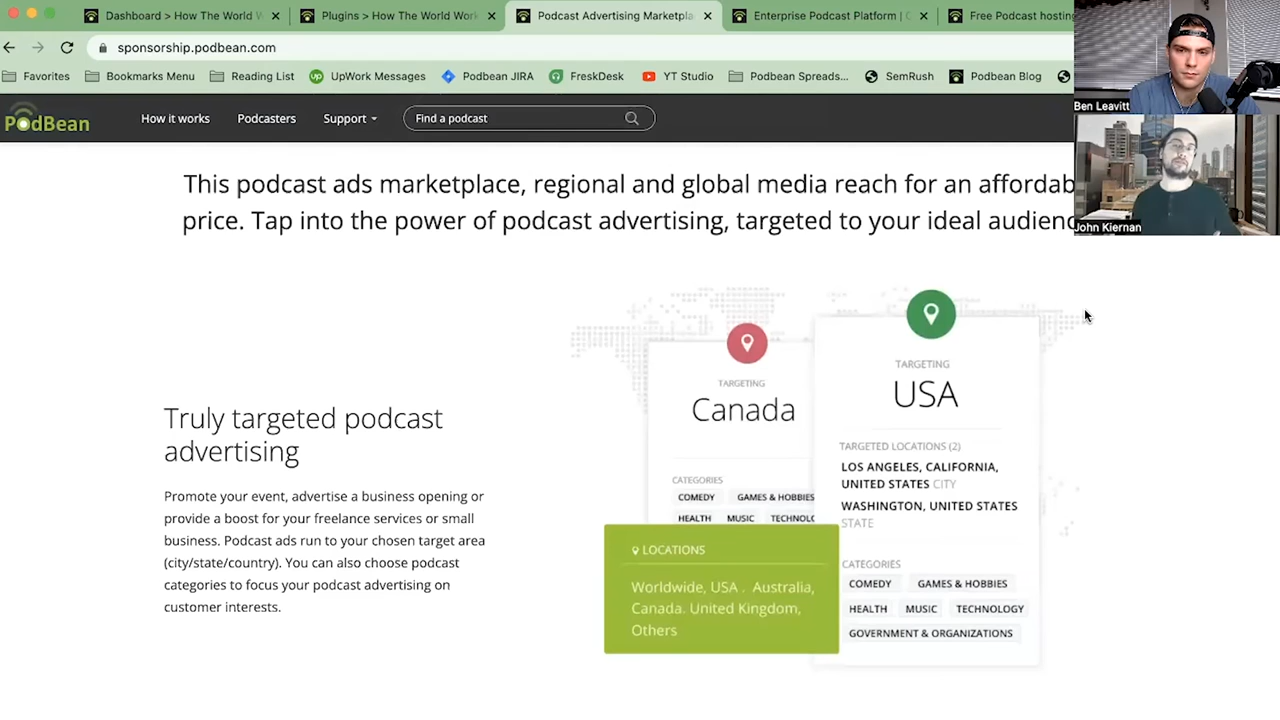 Dashboard > How The World W
Plugins > How The World Work
Podcast Advertising Marketpla
Enterprise Podcast Platform |
Free Podcast hosting
sponsorship.podbean.com
Favorites
Bookmarks Menu
Reading List
UpWork Messages
Podbean JIRA
FreskDesk
YT Studio
Podbean Spreads...
SemRush
Podbean Blog
PodBean
How it works
Podcasters
Support
Find a podcast
Ben Leavitt
John Kiernan
This podcast ads marketplace, regional and global media reach for an affordab
price. Tap into the power of podcast advertising, targeted to your ideal audienc
Truly targeted podcast
advertising
Promote your event, advertise a business opening or
provide a boost for your freelance services or small
business. Podcast ads run to your chosen target area
(city/state/country). You can also choose podcast
categories to focus your podcast advertising on
customer interests.
TARGETING
Canada
CATEGORIES
COMEDY GAMES & HOBBIES
HEALTH MUSIC TECHNOLO
LOCATIONS
Worldwide, USA . Australia,
Canada. United Kingdom,
Others
TARGETING
USA
TARGETED LOCATIONS (2)
LOS ANGELES, CALIFORNIA,
UNITED STATES CITY
WASHINGTON, UNITED STATES
STATE
CATEGORIES
COMEDY GAMES & HOBBIES
HEALTH MUSIC TECHNOLOGY
GOVERNMENT & ORGANIZATIONS